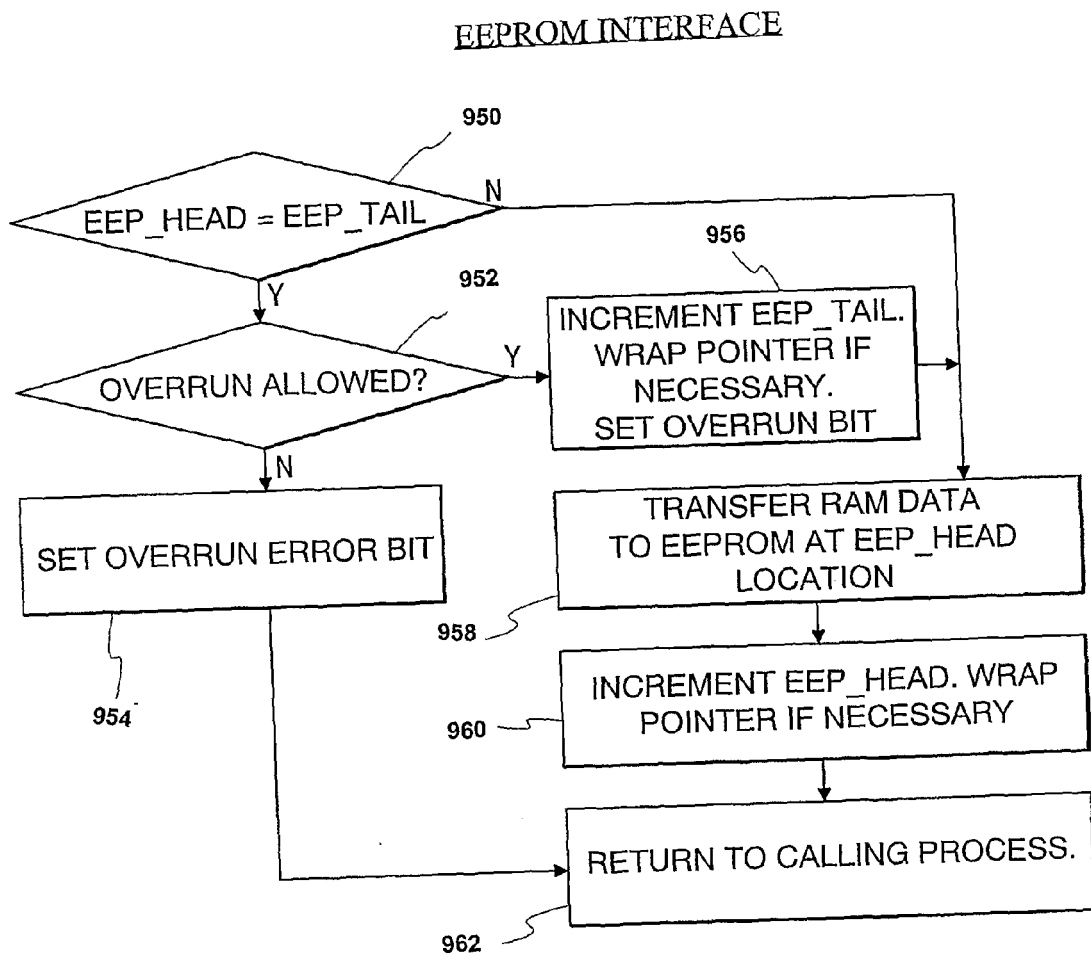 EEPROM INTERFACE
950
EEP_HEAD = EEP_TAIL
N
Y
952
OVERRUN ALLOWED?
Y
N
956
INCREMENT EEP_TAIL.
WRAP POINTER IF
NECESSARY.
SET OVERRUN BIT
SET OVERRUN ERROR BIT
954
TRANSFER RAM DATA
TO EEPROM AT EEP_HEAD
LOCATION
958
INCREMENT EEP_HEAD. WRAP
POINTER IF NECESSARY
960
RETURN TO CALLING PROCESS.
962